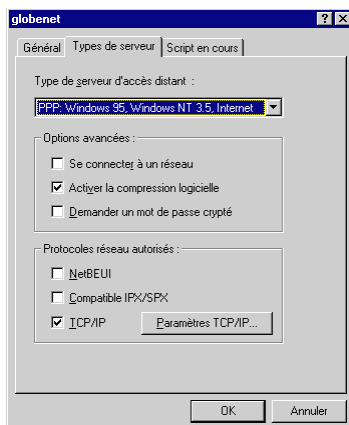 globenet
Général Types de serveur Script en cours
Type de serveur d'accès distant :
PPP: Windows 95, Windows NT 3.5, Internet
Options avancées :
Se connecter à un réseau
Activer la compression logicielle
Demander un mot de passe crypté
Protocoles réseau autorisés :
NetBEUI
Compatible IPX/SPX
TCP/IP Paramètres TCP/IP...
OK Annuler